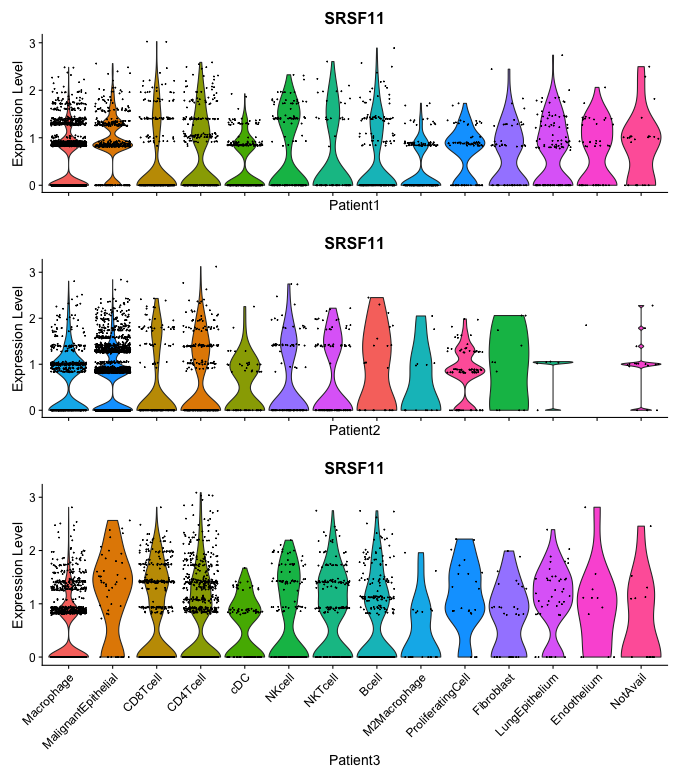 SRSF11
Expression Level
3
2
1
0
Patient1
SRSF11
Expression Level
3
2
1
0
Patient2
SRSF11
Expression Level
3
2
1
0
Macrophage
MalignantEpithelial
CD8Tcell
CD4Tcell
cDC
NKcell
NKTcell
Bcell
M2Macrophage
ProliferatingCell
Fibroblast
LungEpithelium
Endothelium
NotAvail
Patient3